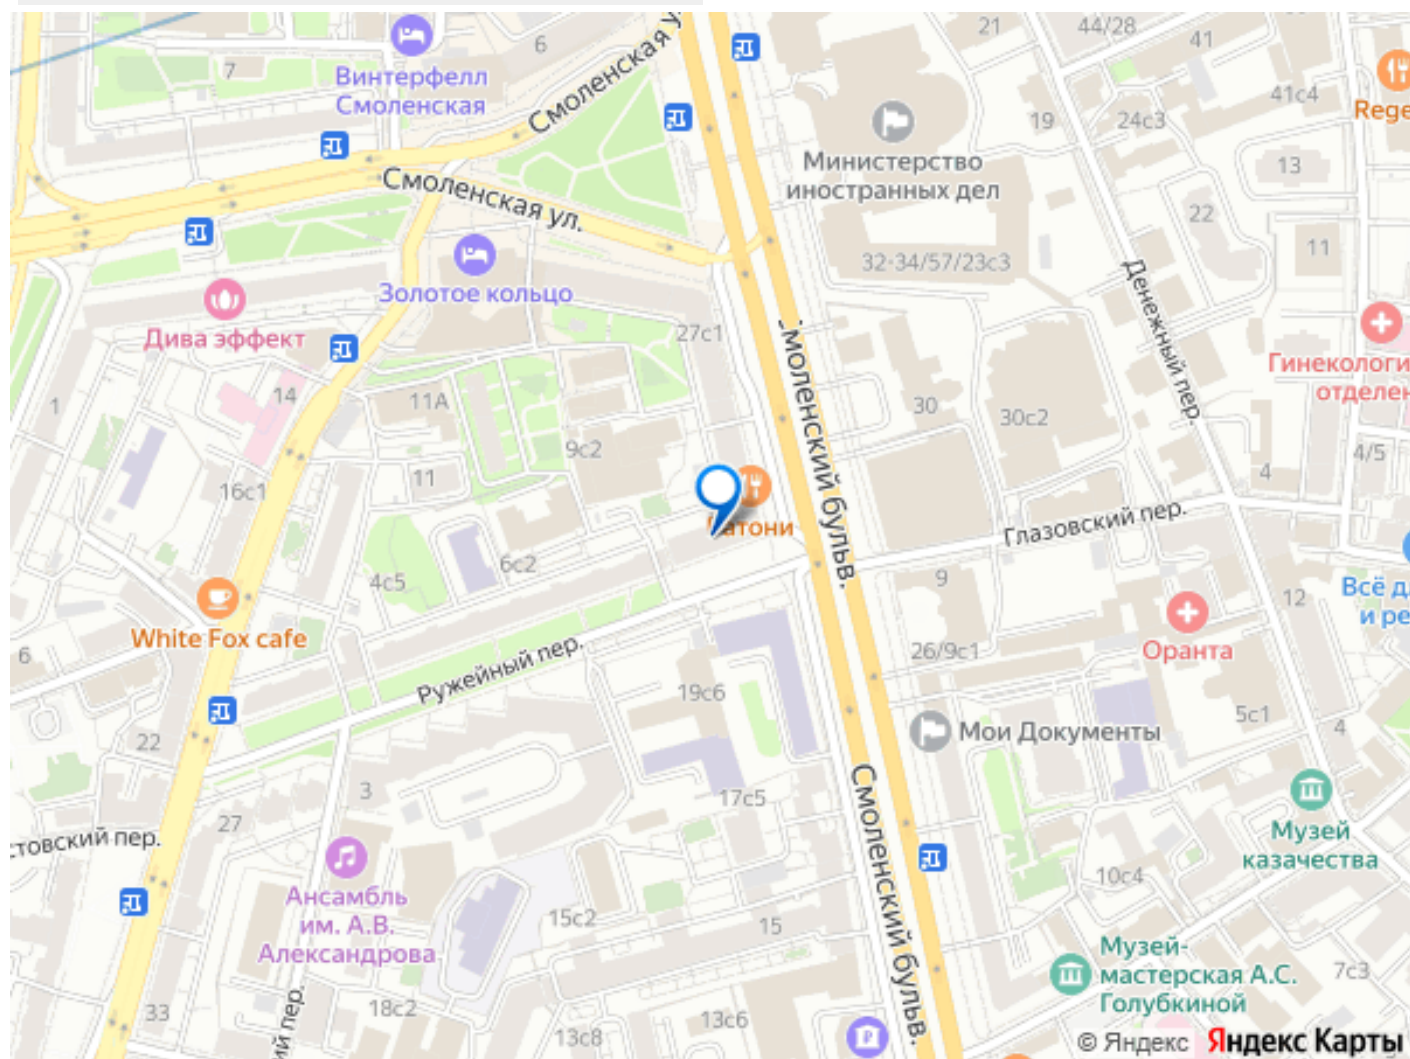 21
44/28
41
6
Смоленская у
7
Винтерфелл
Смоленская
41с4
Rege
19
24с3
Министерство
иностранных дел
13
Смоленская ул.
22
11
32-34/57/23с3
Золотое кольцо
Денежный пер.
Дива эффект
27с1
моленский бульв.
Гинекологи
отделен
1
14
11А
30
30с2
9с2
4/5
4
11
16с1
Глазовский пер.
атони
6с2
4с5
9
Всё д
и ре
12
White Fox cafe
Оранта
26/9с1
6
Ружейный пер.
19с6
5с1
4
22
Мои Документы
3
17с5
Смоленский бульв.
27
товский пер.
Музей
казачества
10с4
Ансамбль
им. А.В.
Александрова
15с2
15
Музей-
мастерская А.С.
Голубкиной
7с3
33
18с2
ий пер.
13с8
13с6
© Яндекс Яндекс Карты